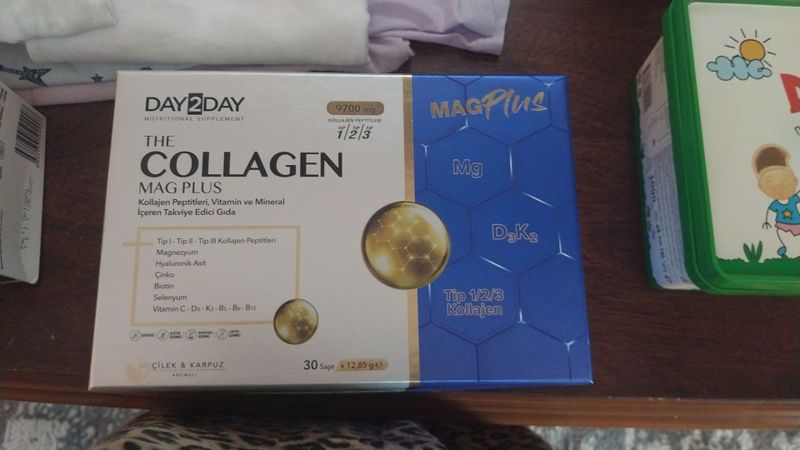 DAY2DAY
NUTRITIONAL SUPPLEMENT
THE
COLLAGEN
MAG PLUS
Kollajen Peptitleri, Vitamin ve Mineral
İçeren Takviye Edici Gıda
Tip I - Tip II - Tip III Kollajen Peptitleri
Magnezyum
Hyaluronik Asit
Çinko
Biotin
Selenyum
Vitamin C - D3 - K2 - B5 - B6 - B12
ÇİLEK & KARPUZ
AROMALI
30 Saşe x 12,85 g e
9700 mg
KOLLAJEN PEPTİTLERİ
TİP 1/TİP 2/TİP 3
MAGPlus
Mg
D3K2
Tip 1/2/3
Kollajen